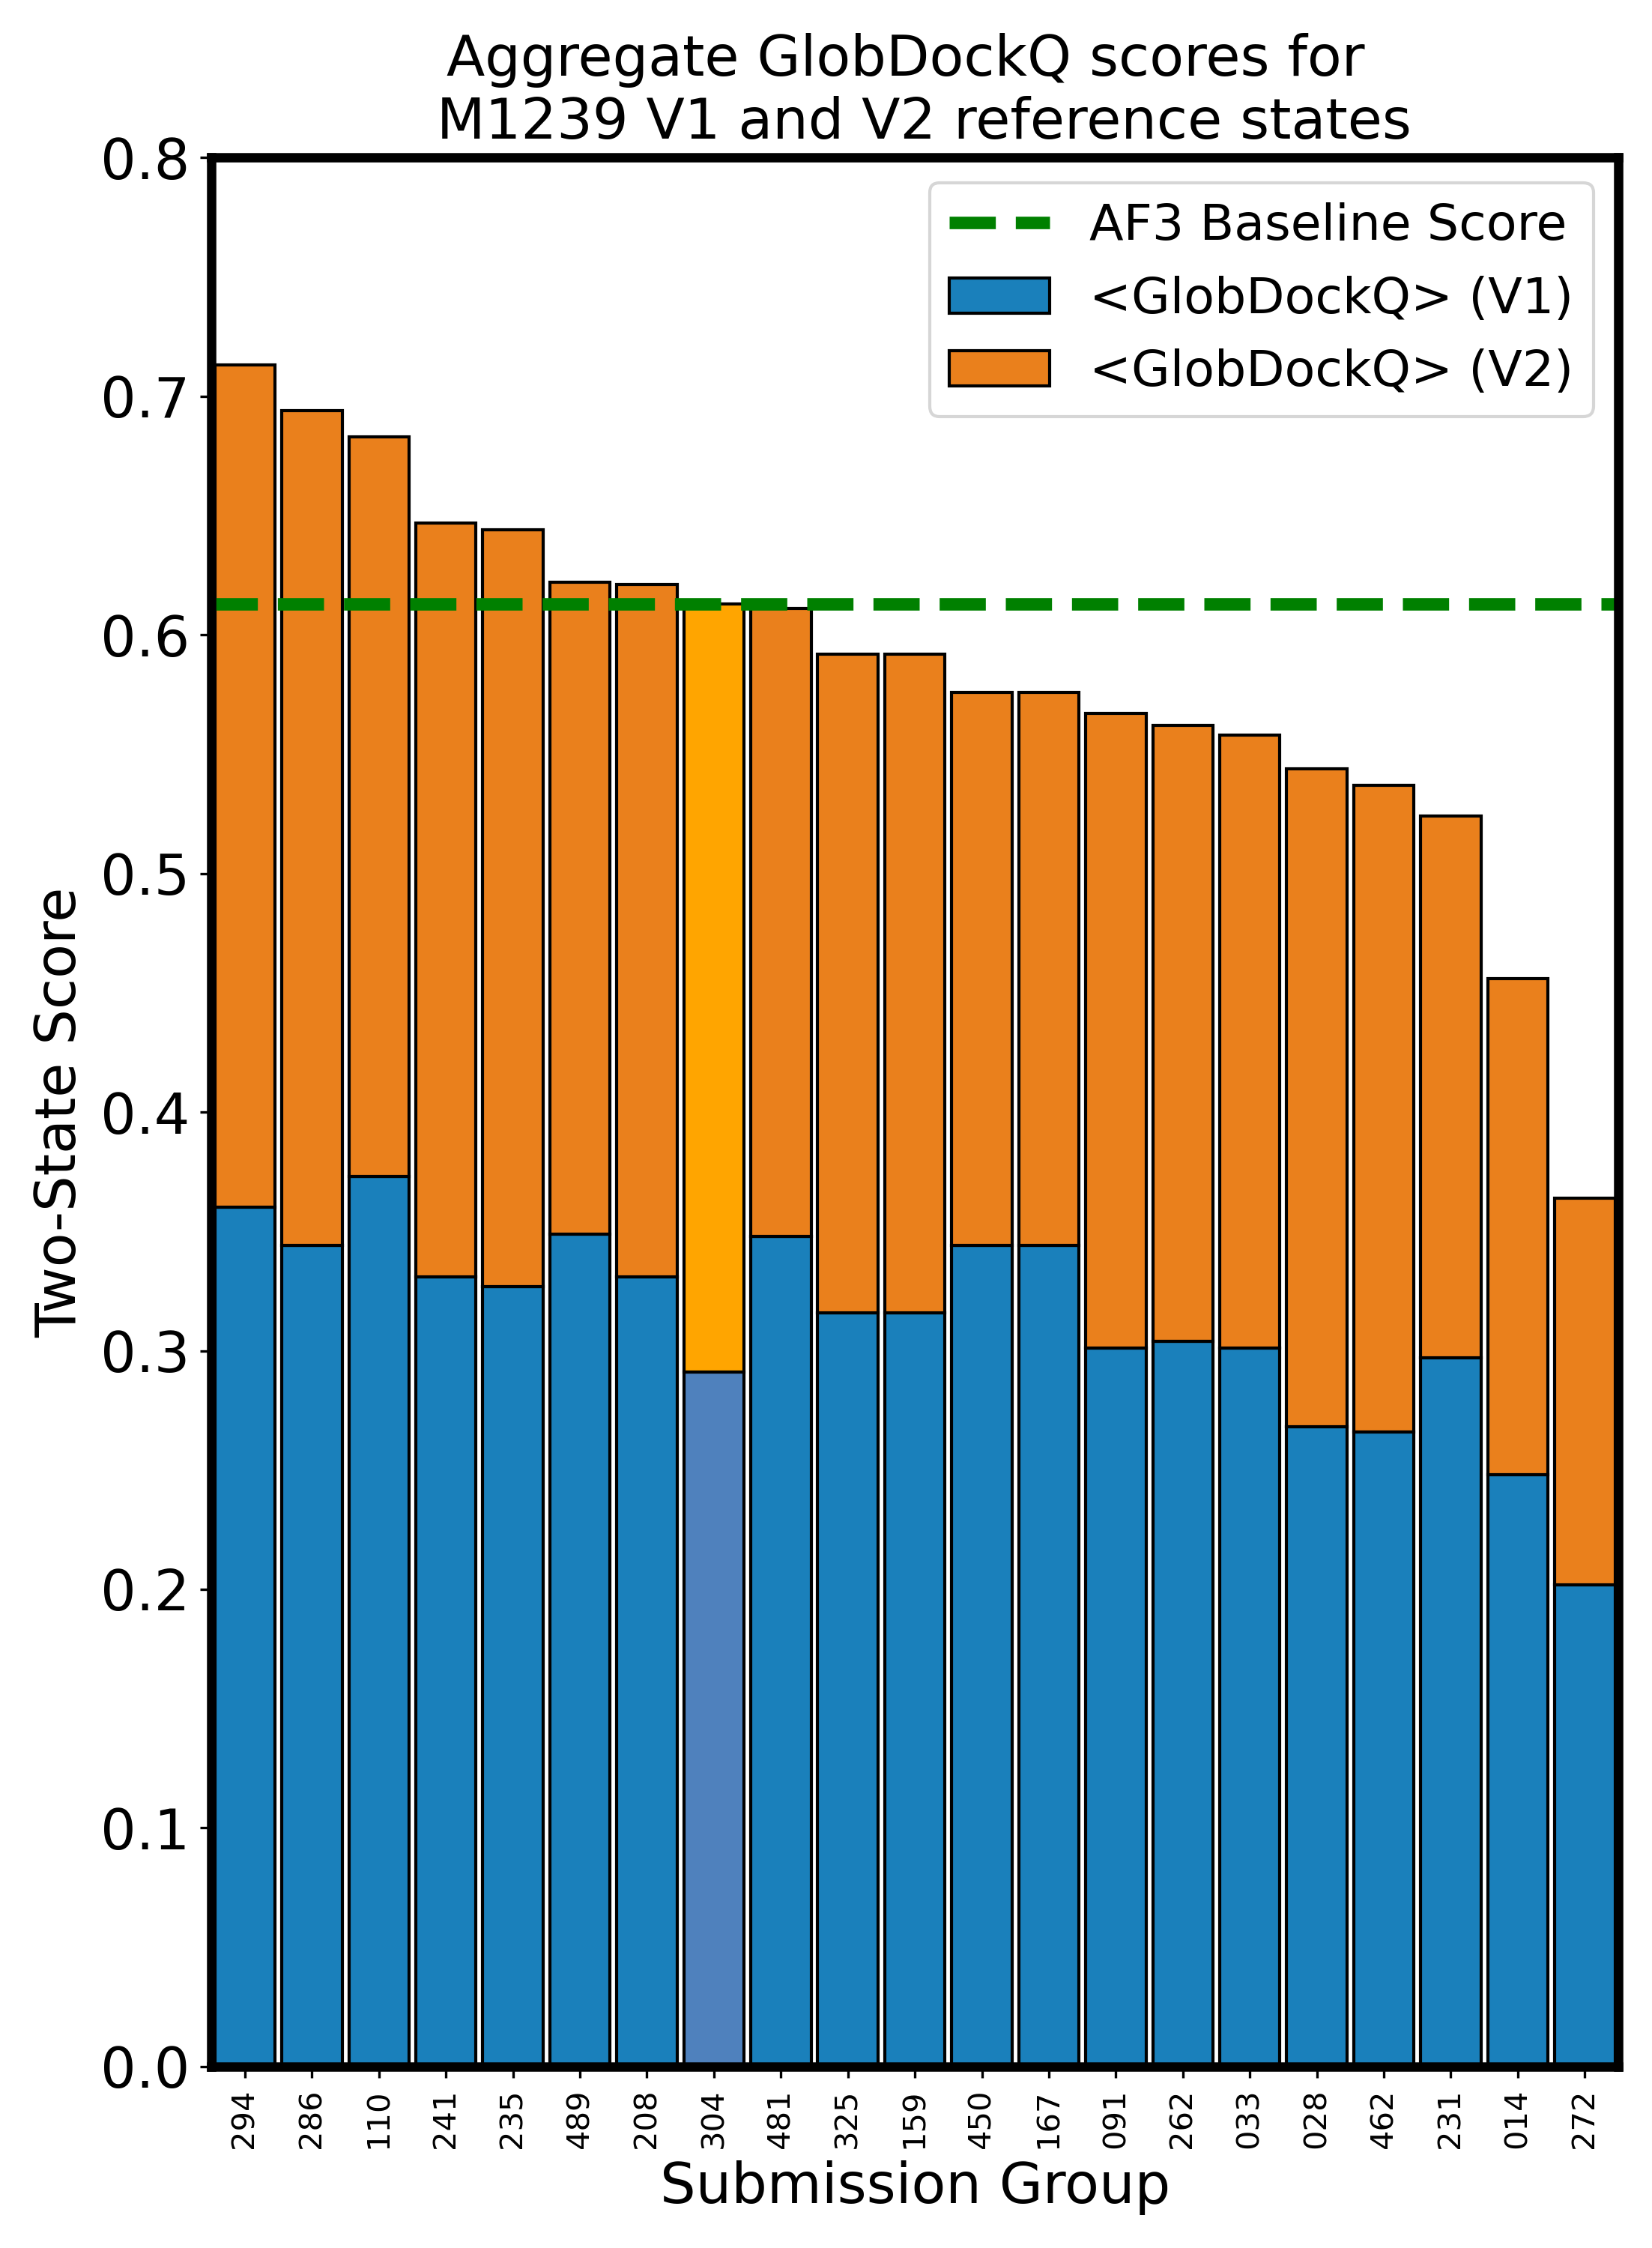 Aggregate GlobDockQ scores for
M1239 V1 and V2 reference states
AF3 Baseline Score
<GlobDockQ> (V1)
<GlobDockQ> (V2)
Two-State Score
0.8
0.7
0.6
0.5
0.4
0.3
0.2
0.1
0.0
294 286 110 241 235 489 208 304 481 325 159 450 167 091 262 033 028 462 231 014 272
Submission Group